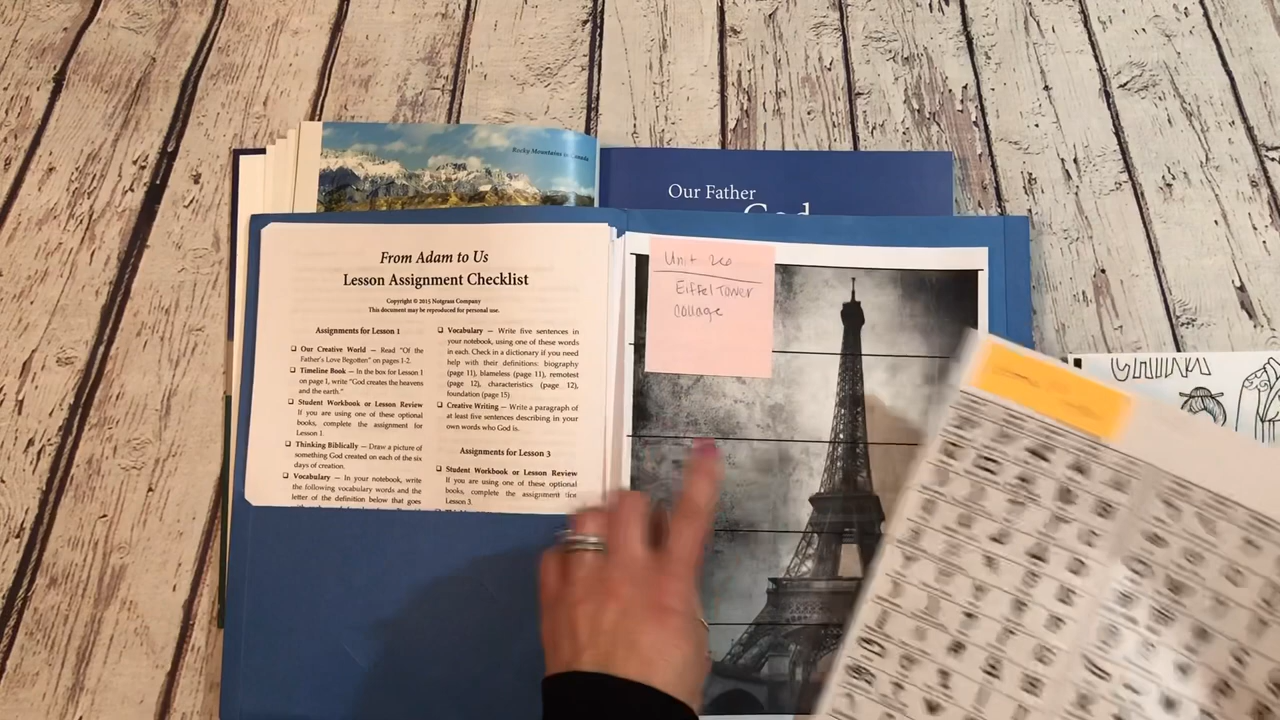 Rocky Mountains in Canada
Our Father
God
From Adam to Us
Lesson Assignment Checklist
Copyright © 2015 Notgrass Company
This document may be reproduced for personal use.
Assignments for Lesson 1
❏ Our Creative World — Read "Of the
Father's Love Begotten" on pages 1-2.
❏ Timeline Book — In the box for Lesson 1
on page 1, write "God creates the heavens
and the earth."
❏ Student Workbook or Lesson Review
If you are using one of these optional
books, complete the assignment for
Lesson 1.
❏ Thinking Biblically — Draw a picture of
something God created on each of the six
days of creation.
❏ Vocabulary — In your notebook, write
the following vocabulary words and the
letter of the definition below that goes
❏ Vocabulary — Write five sentences in
your notebook, using one of these words
in each. Check in a dictionary if you need
help with their definitions: biography
(page 11), blameless (page 11), remotest
(page 12), characteristics (page 12),
foundation (page 15)
❏ Creative Writing — Write a paragraph of
at least five sentences describing in your
own words who God is.
Assignments for Lesson 3
❏ Student Workbook or Lesson Review
If you are using one of these optional
books, complete the assignment for
Lesson 3.
Unit 26
Eiffel Tower
collage
CHINA